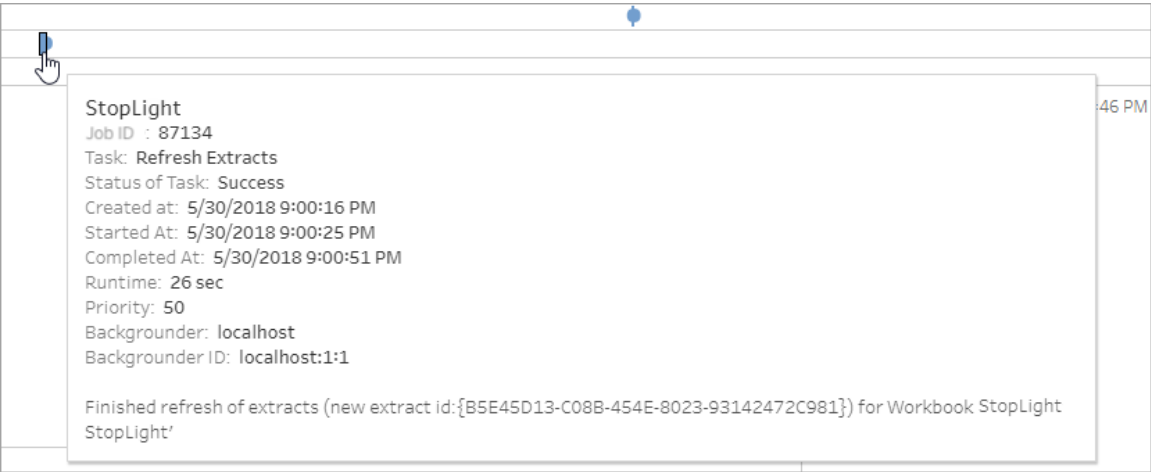 StopLight
Job ID : 87134
Task: Refresh Extracts
Status of Task: Success
Created at: 5/30/2018 9:00:16 PM
Started At: 5/30/2018 9:00:25 PM
Completed At: 5/30/2018 9:00:51 PM
Runtime: 26 sec
Priority: 50
Backgrounder: localhost
Backgrounder ID: localhost:1:1
Finished refresh of extracts (new extract id:{B5E45D13-C08B-454E-8023-93142472C981}) for Workbook StopLight
StopLight’
:46 PM